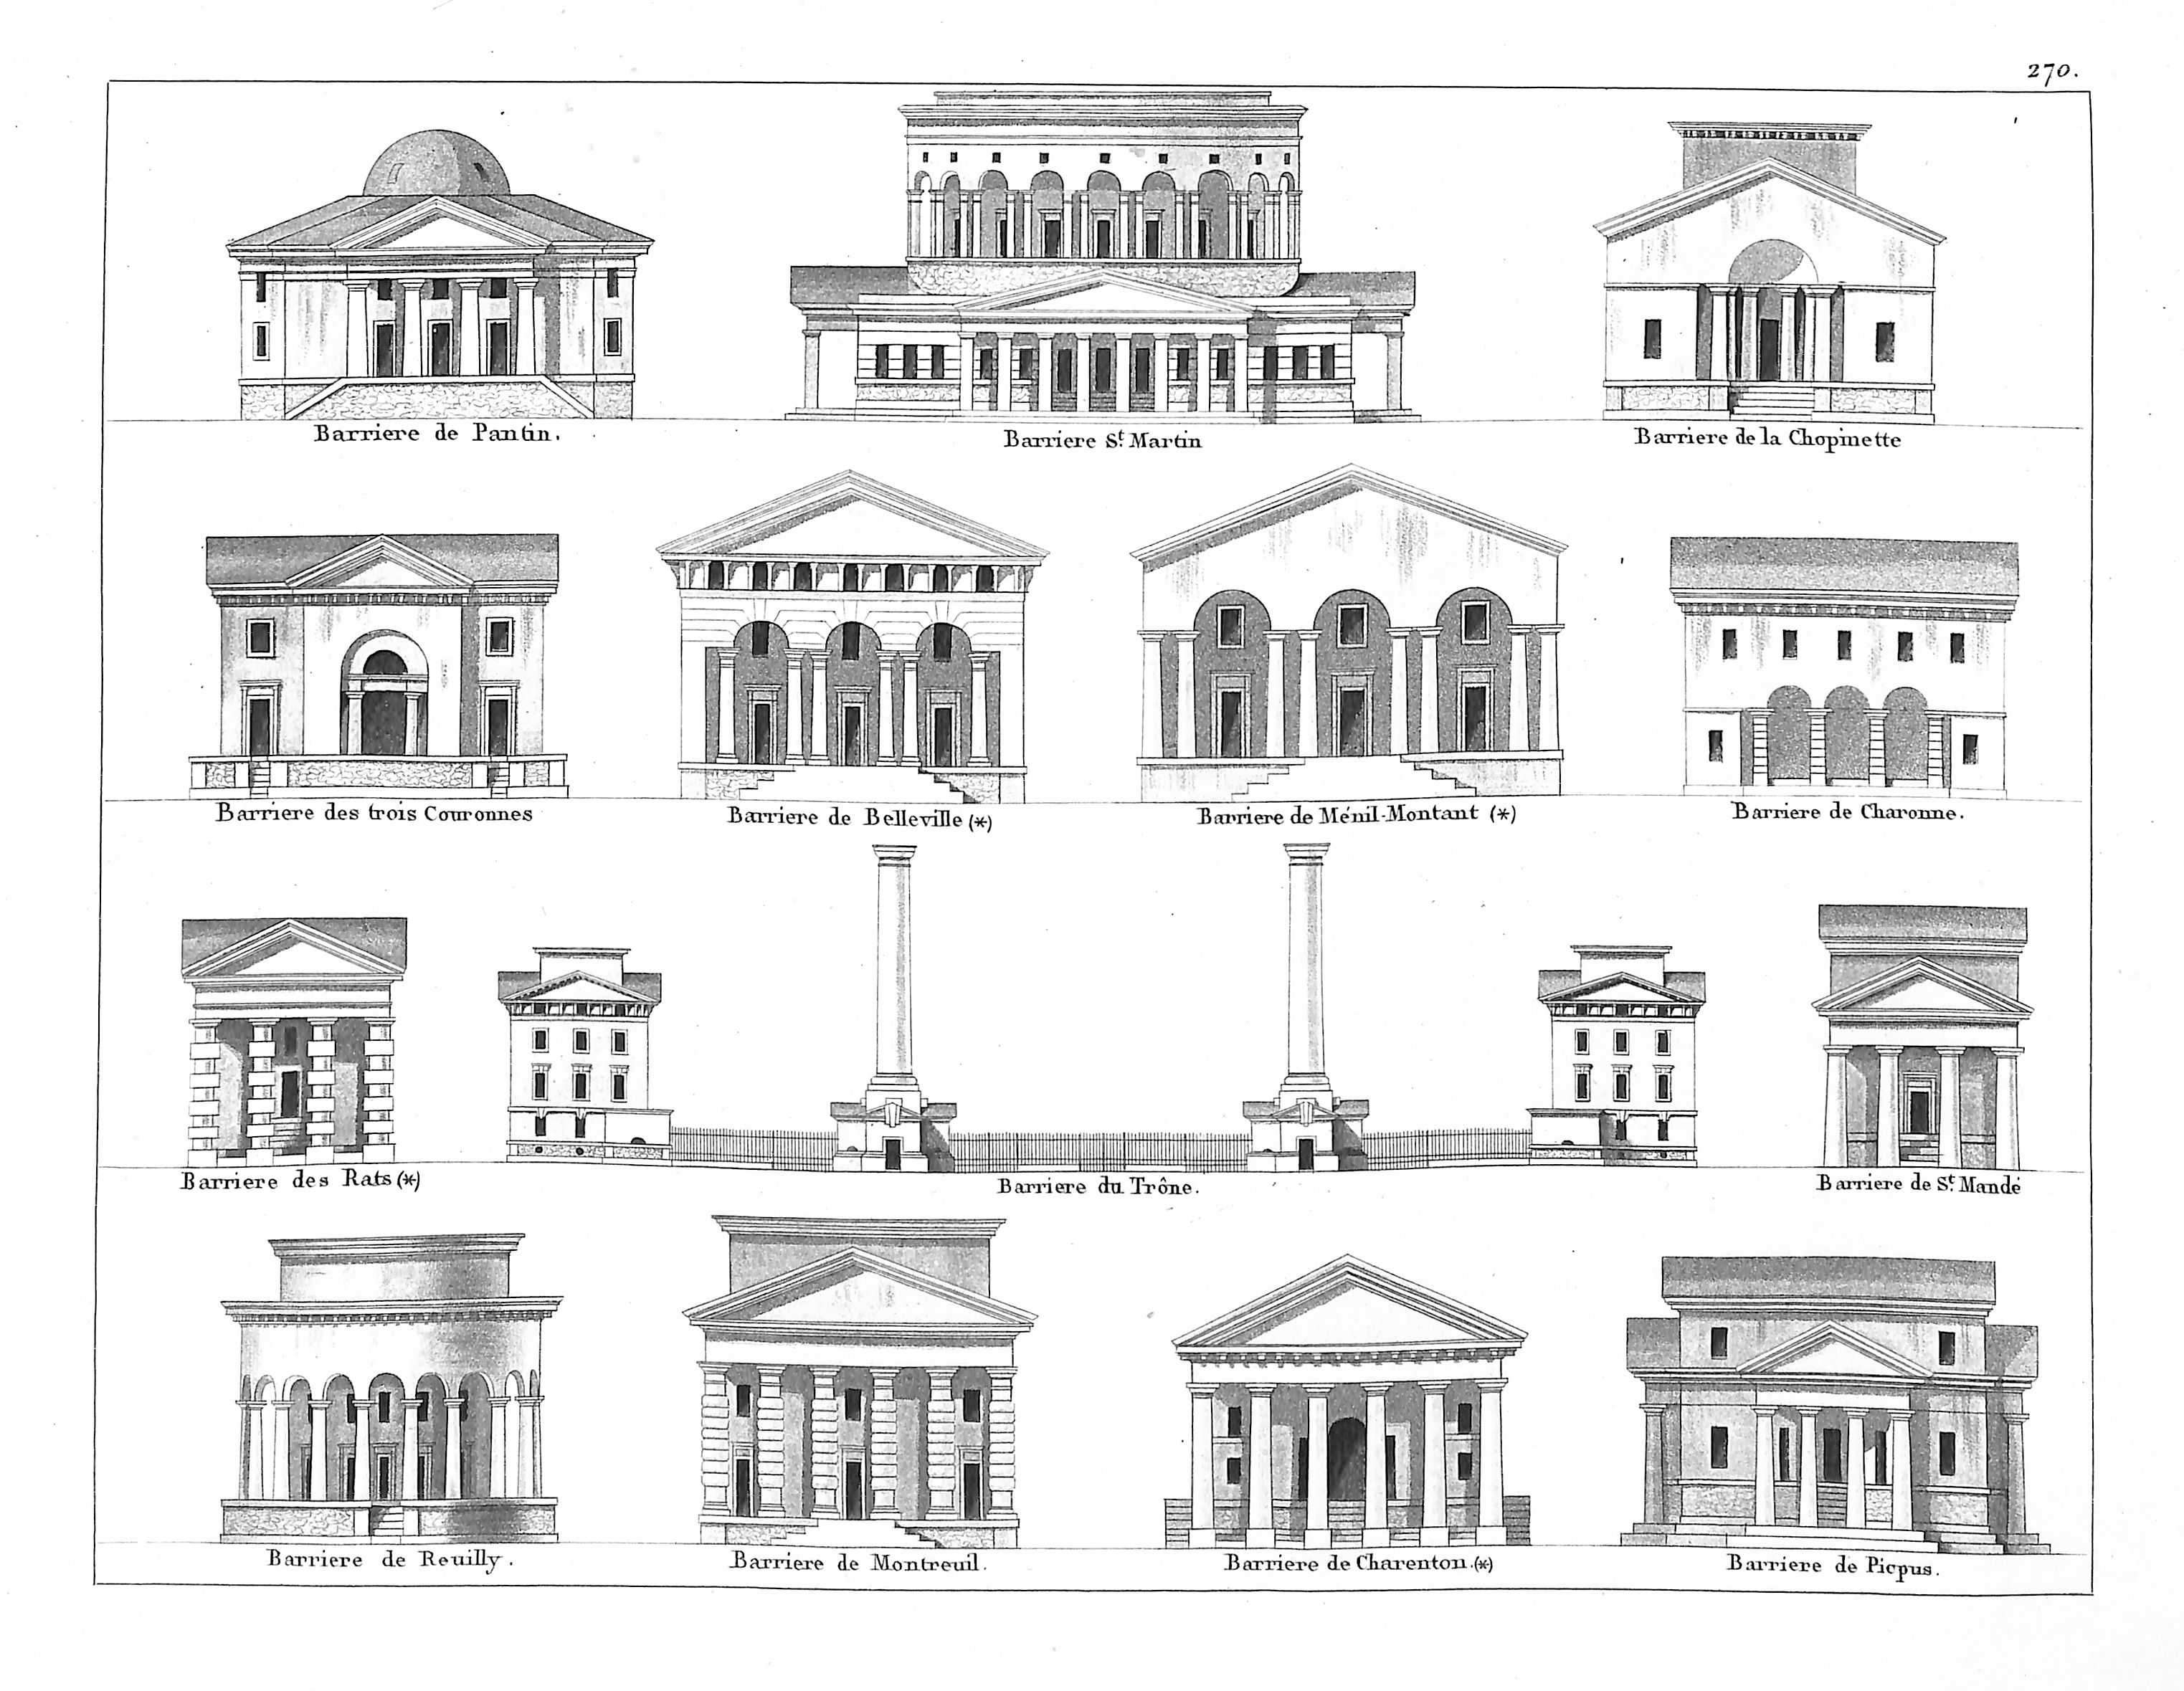 270.
Barriere de Pantin.
Barriere St. Martin
Barriere de la Chopinette
Barriere des trois Couronnes
Barriere de Belleville (*)
Barriere de Ménil-Montant (*)
Barriere de Charonne.
Barriere des Rats (*)
Barriere du Trône.
Barriere de St. Mandé
Barriere de Reuilly.
Barriere de Montreuil.
Barriere de Charenton. (*)
Barriere de Picpus.